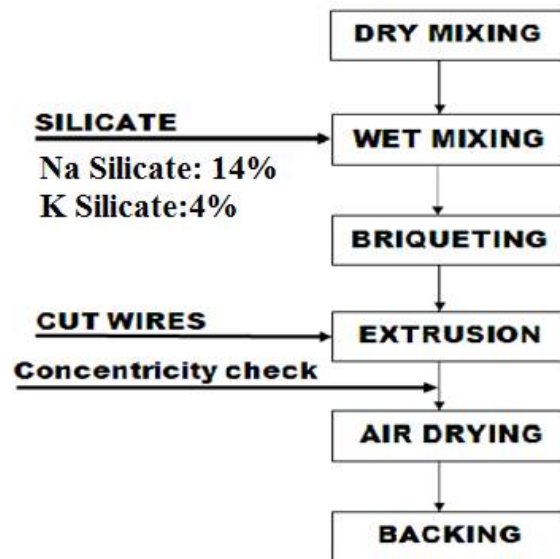 DRY MIXING
SILICATE
WET MIXING
Na Silicate: 14%
K Silicate:4%
BRIQUETING
CUT WIRES
EXTRUSION
Concentricity check
AIR DRYING
BACKING